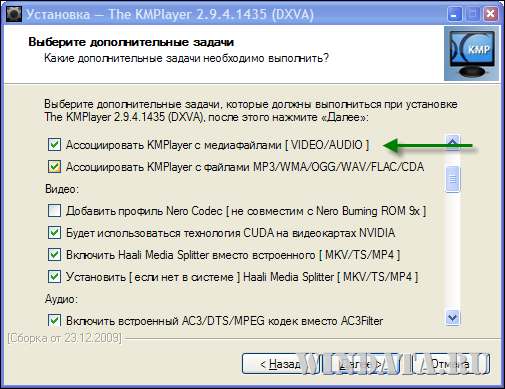 Установка — The KMPlayer 2.9.4.1435 (DXVA)
Выберите дополнительные задачи
Какие дополнительные задачи необходимо выполнить?
KMP
Выберите дополнительные задачи, которые должны выполниться при установке
The KMPlayer 2.9.4.1435 (DXVA), после этого нажмите «Далее»:
Ассоциировать KMPlayer с медиафайлами [ VIDEO/AUDIO ]
Ассоциировать KMPlayer с файлами MP3/WMA/OGG/WAV/FLAC/CDA
Видео:
Добавить профиль Nero Codec [ не совместим с Nero Burning ROM 9x ]
Будет использоваться технология CUDA на видеокартах NVIDIA
Включить Haali Media Splitter вместо встроенного [ MKV/TS/MP4 ]
Установить [ если нет в системе ] Haali Media Splitter [ MKV/TS/MP4 ]
Аудио:
Включить встроенный AC3/DTS/MPEG кодек вместо AC3Filter
[Сборка от 23.12.2009]
< Назад
Далее >
Отмена
WINDATA.RU